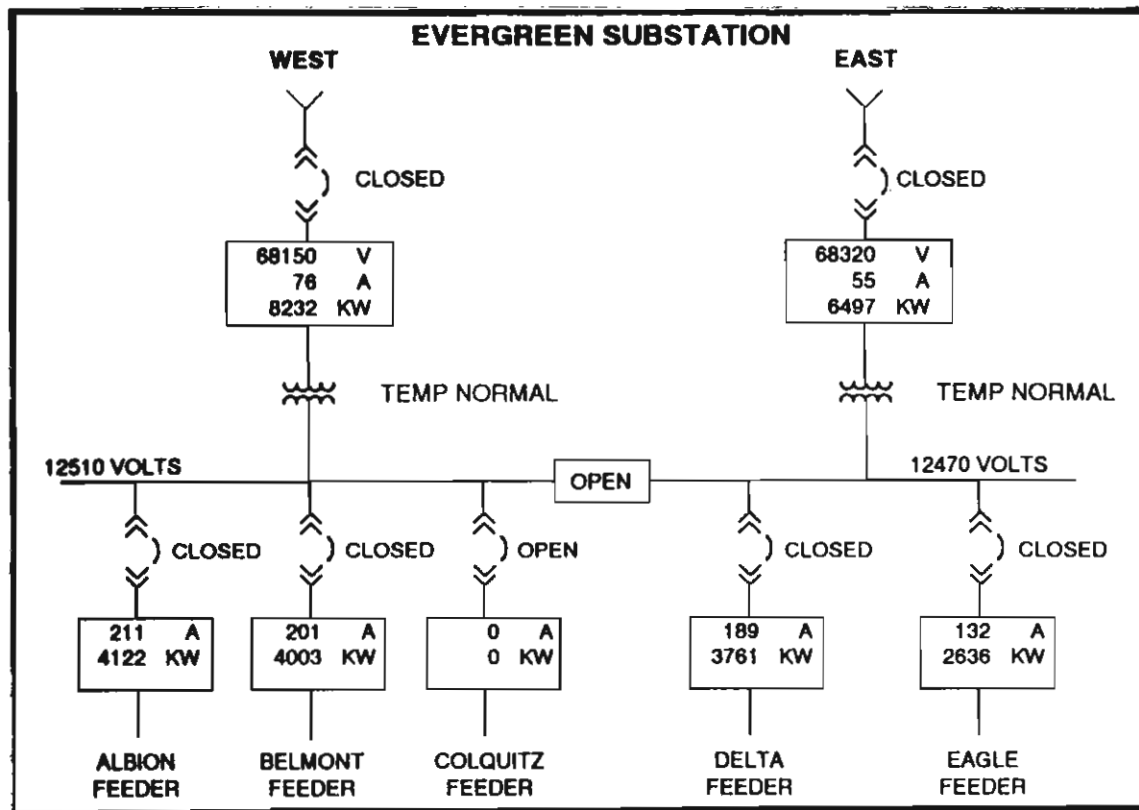 EVERGREEN SUBSTATION
WEST
EAST
CLOSED
CLOSED
68150 V
76 A
8232 KW
68320 V
55 A
6497 KW
TEMP NORMAL
TEMP NORMAL
12510 VOLTS
OPEN
12470 VOLTS
CLOSED
CLOSED
OPEN
CLOSED
CLOSED
211 A
4122 KW
201 A
4003 KW
0 A
0 KW
189 A
3761 KW
132 A
2636 KW
ALBION
FEEDER
BELMONT
FEEDER
COLQUITZ
FEEDER
DELTA
FEEDER
EAGLE
FEEDER